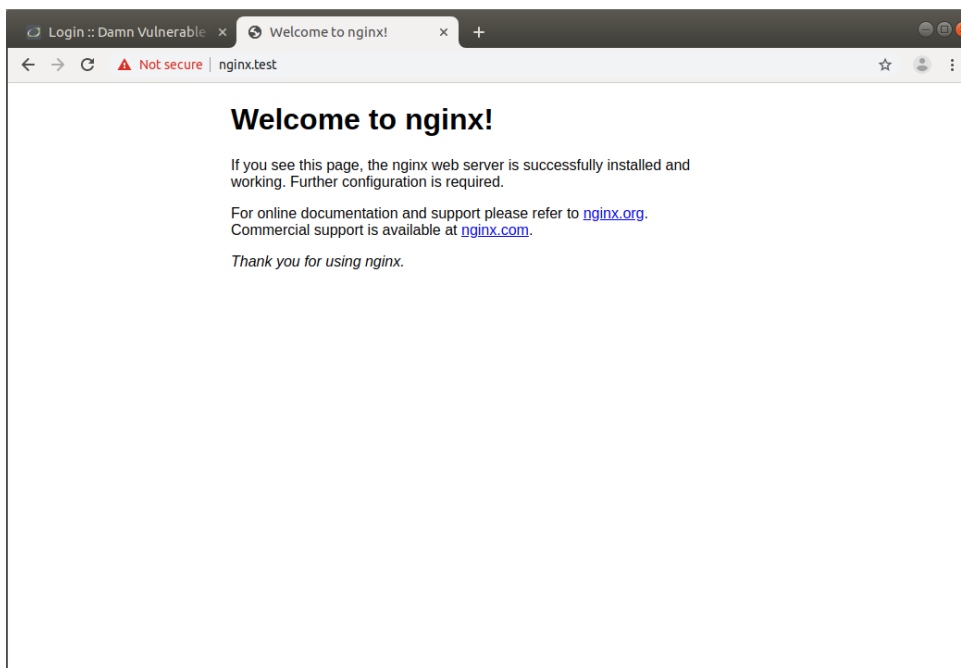 Login :: Damn Vulnerable
Welcome to nginx!
Not secure | nginx.test
Welcome to nginx!
If you see this page, the nginx web server is successfully installed and
working. Further configuration is required.
For online documentation and support please refer to nginx.org.
Commercial support is available at nginx.com.
Thank you for using nginx.